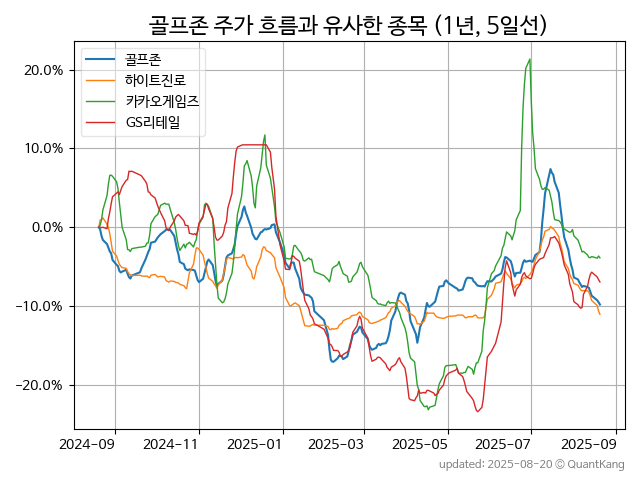 골프존 주가 흐름과 유사한 종목 (1년, 5일선)
골프존
하이트진로
카카오게임즈
GS리테일
20.0%
10.0%
0.0%
−10.0%
−20.0%
2024-09 2024-11 2025-01 2025-03 2025-05 2025-07 2025-09
updated: 2025-08-20 © QuantKang